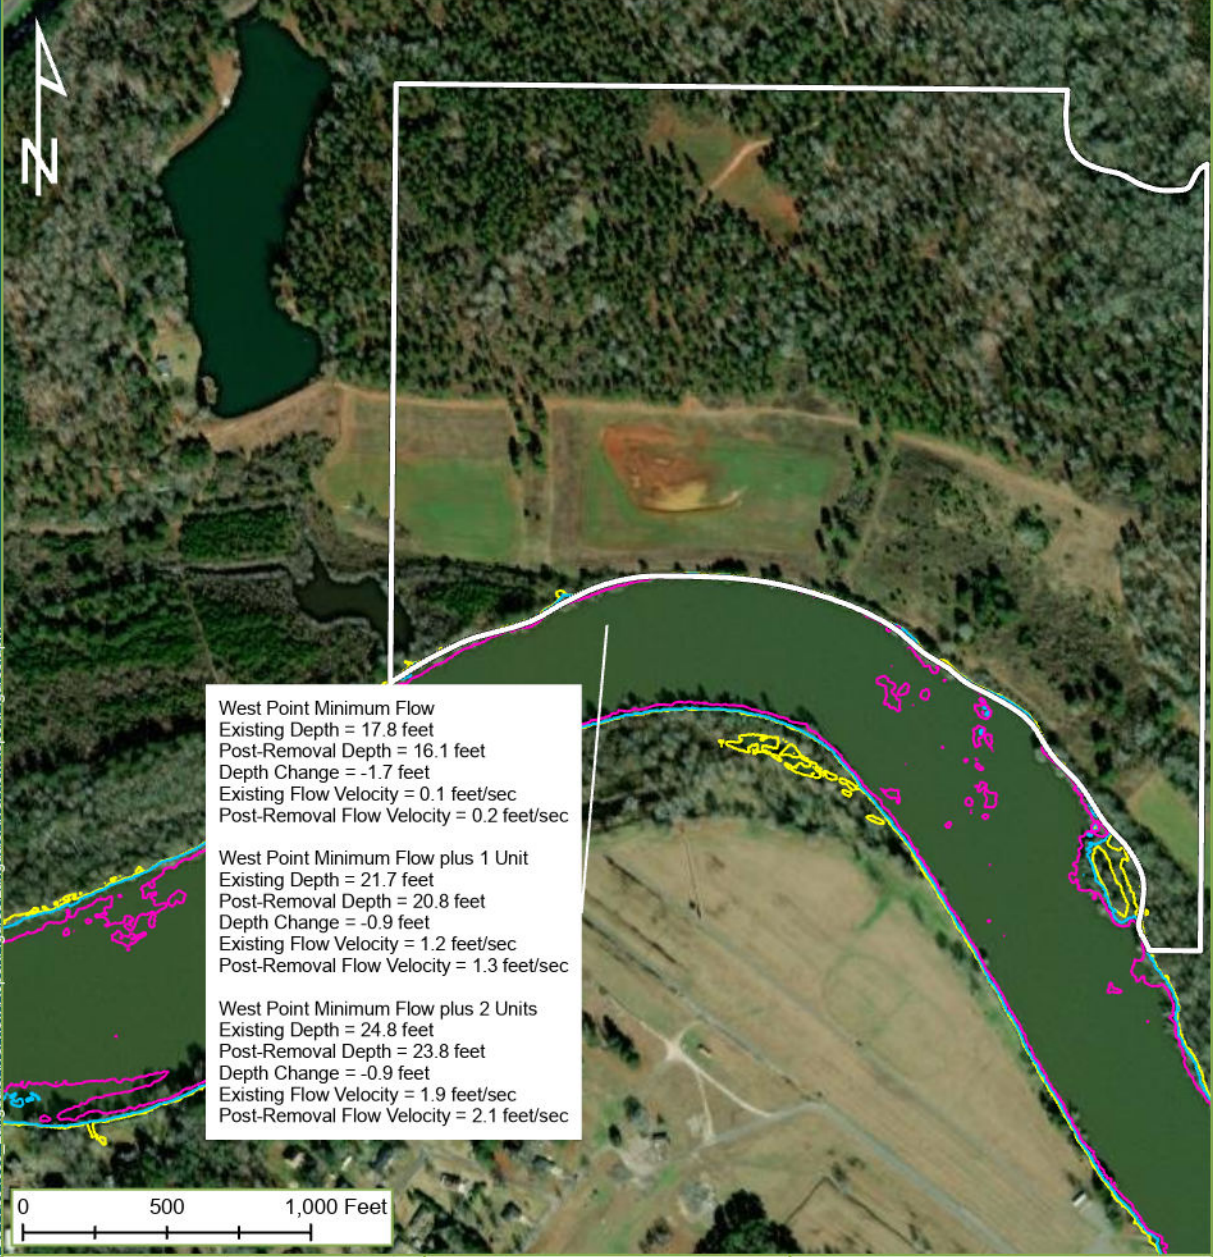 N
West Point Minimum Flow
Existing Depth = 17.8 feet
Post-Removal Depth = 16.1 feet
Depth Change = -1.7 feet
Existing Flow Velocity = 0.1 feet/sec
Post-Removal Flow Velocity = 0.2 feet/sec
West Point Minimum Flow plus 1 Unit
Existing Depth = 21.7 feet
Post-Removal Depth = 20.8 feet
Depth Change = -0.9 feet
Existing Flow Velocity = 1.2 feet/sec
Post-Removal Flow Velocity = 1.3 feet/sec
West Point Minimum Flow plus 2 Units
Existing Depth = 24.8 feet
Post-Removal Depth = 23.8 feet
Depth Change = -0.9 feet
Existing Flow Velocity = 1.9 feet/sec
Post-Removal Flow Velocity = 2.1 feet/sec
0 500 1,000 Feet